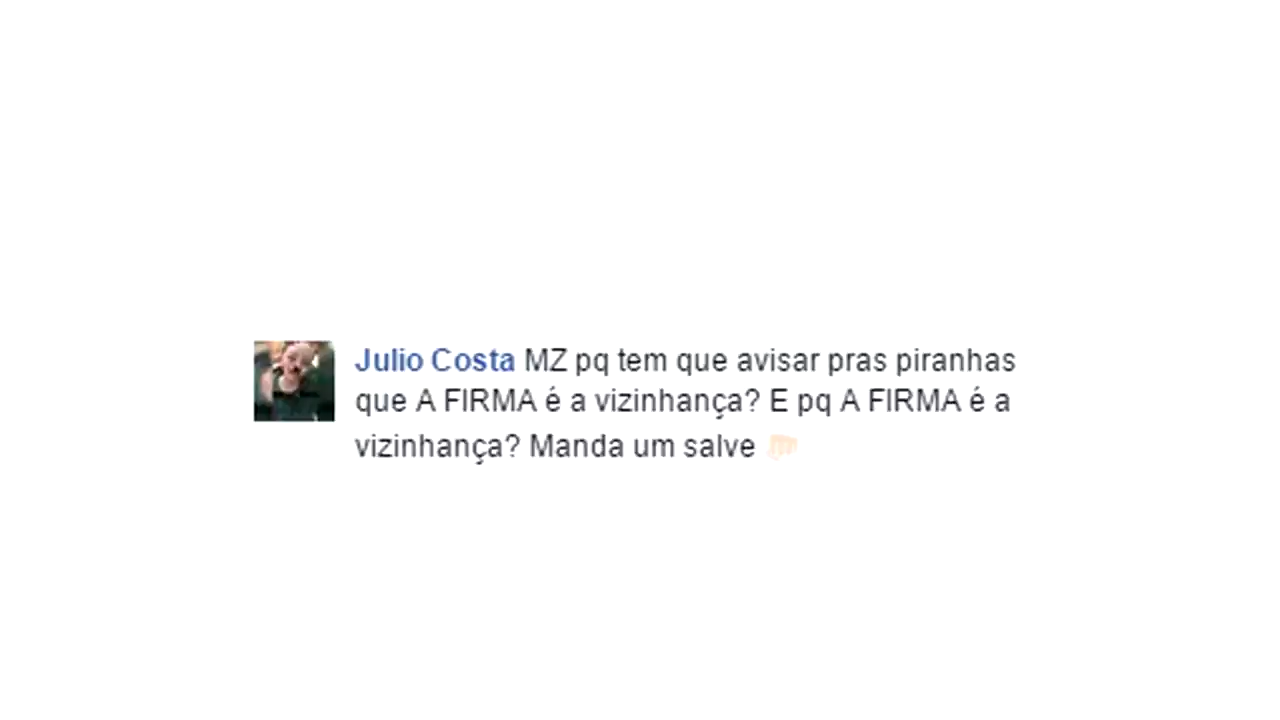 Julio Costa MZ pq tem que avisar pras piranhas
que A FIRMA é a vizinhança? E pq A FIRMA é a
vizinhança? Manda um salve 👊🏻